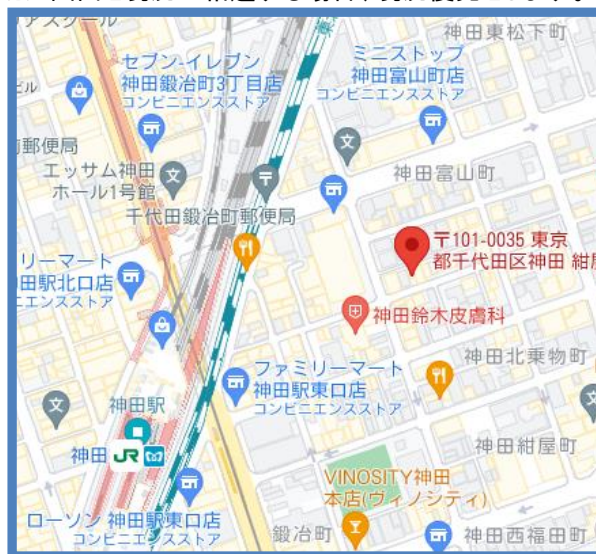 神田東松下町
セブン-イレブン
神田鍛冶町3丁目店
コンビニエンスストア
ミニストップ
神田富山町店
コンビニエンスストア
郵便局
エッサム神田
ホール1号館
神田富山町
千代田鍛冶町郵便局
〒101-0035 東京
都千代田区神田 紺屋
リーマート
田駅北口店
ニエンスストア
神田鈴木皮膚科
神田北乗物町
ファミリーマート
神田駅東口店
コンビニエンスストア
神田駅
神田 JR
神田紺屋町
VINOSITY神田
本店(ヴィノシティ)
ローソン 神田駅東口店
コンビニエンスストア
鍛冶町
神田西福田町